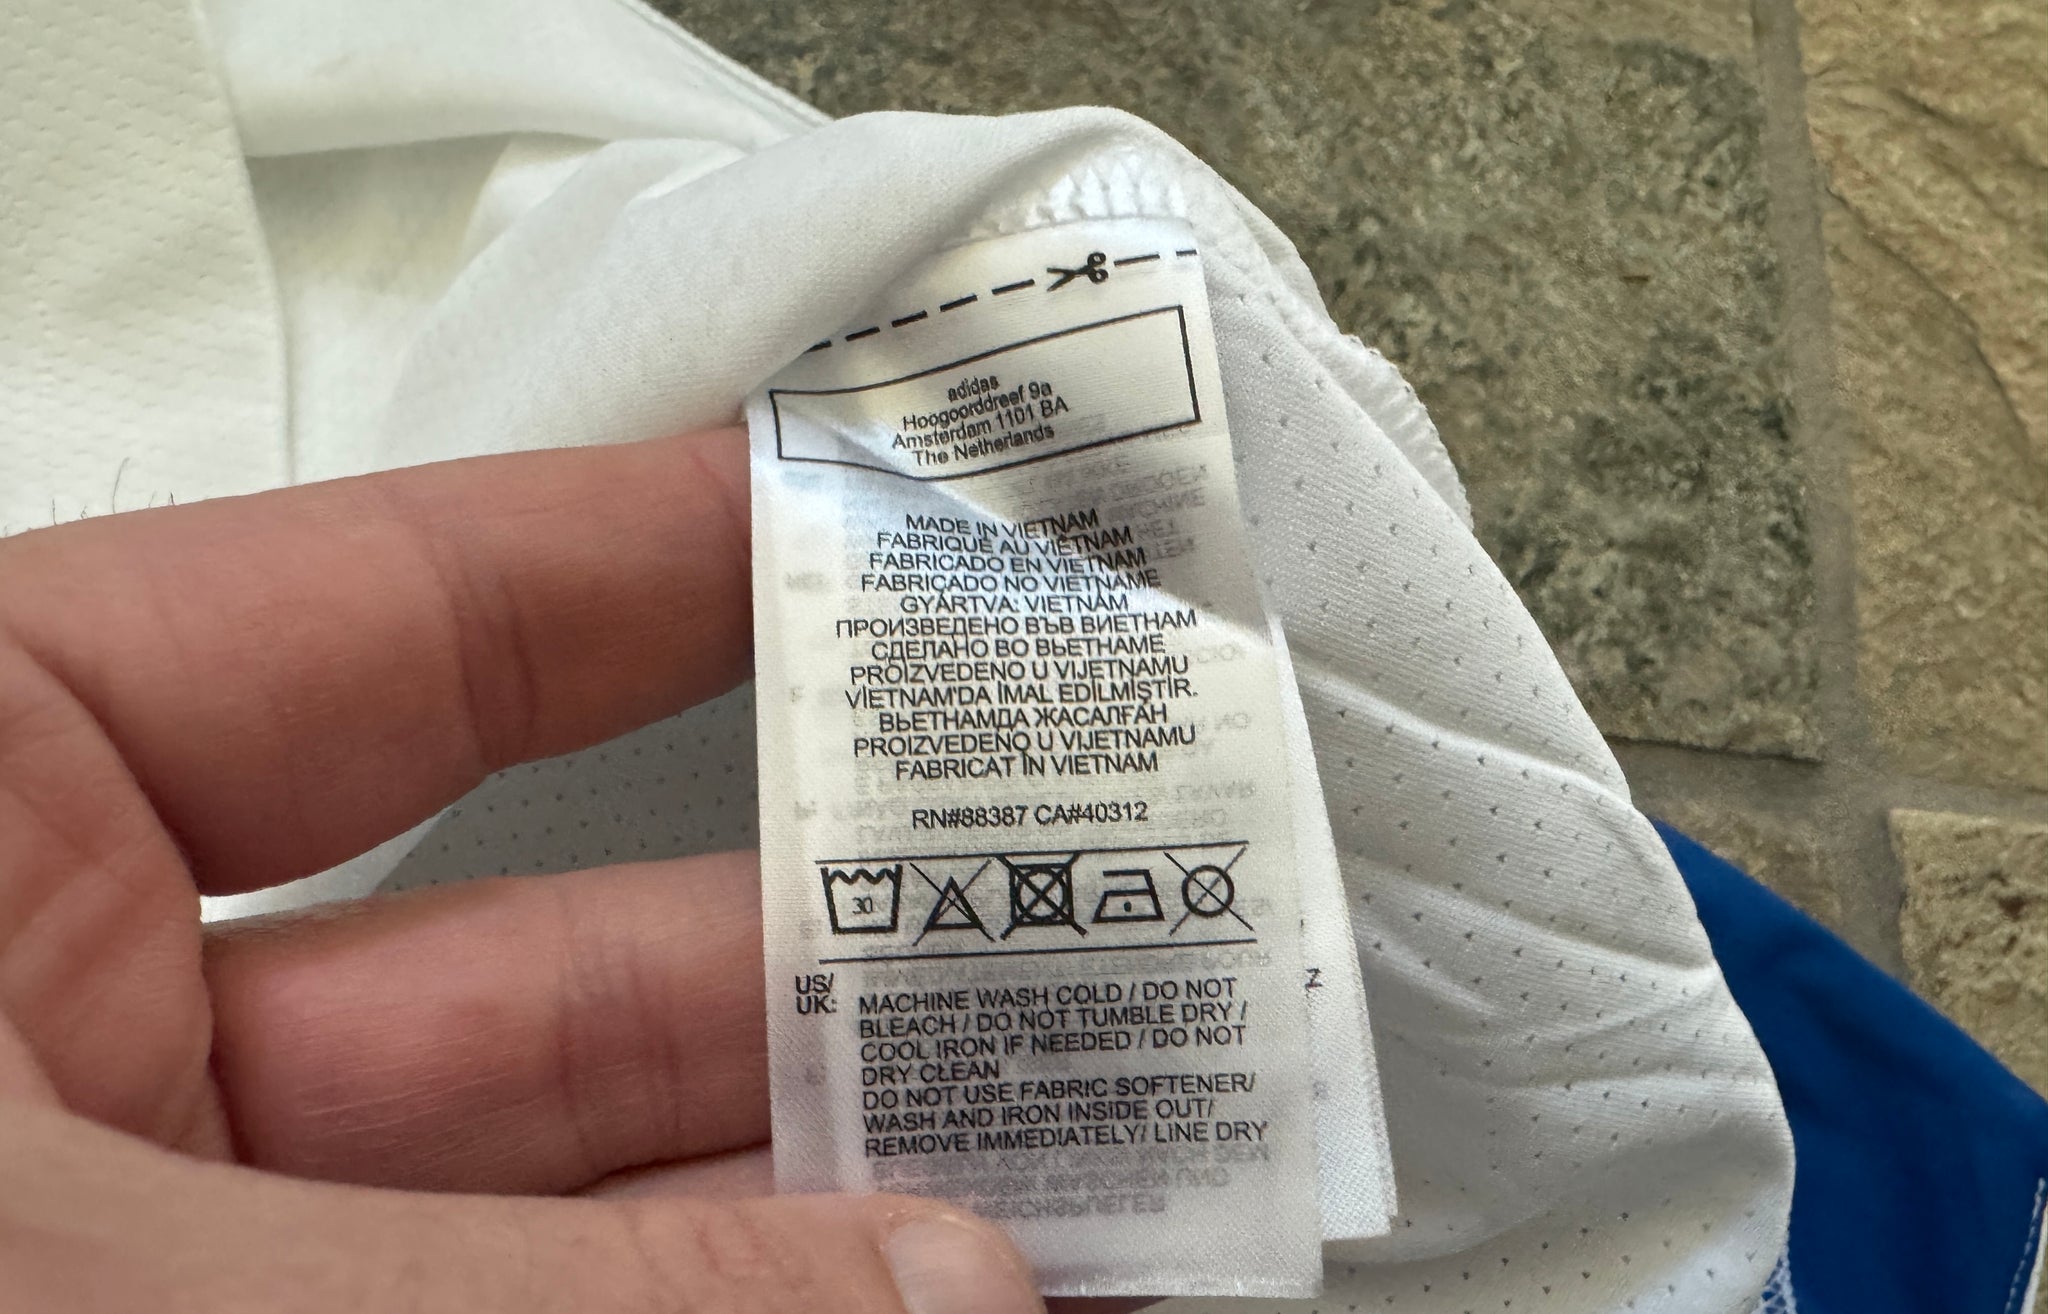 adidas
Hoogoorddreef 9a
Amsterdam 1101 BA
The Netherlands
MADE IN VIETNAM
FABRIQUÉ AU VIÊTNAM
FABRICADO EN VIETNAM
FABRICADO NO VIETNAME
GYÁRTVA: VIETNÁM
ПРОИЗВЕДЕНО ВЪВ ВИЕТНАМ
СДЕЛАНО ВО ВЬЕТНАМЕ
PROIZVEDENO U VIJETNAMU
VİETNAM'DA İMAL EDİLMİŞTİR.
ВЬЕТНАМДА ЖАСАЛҒАН
PROIZVEDENO U VIJETNAMU
FABRICAT ÎN VIETNAM
RN#88387 CA#40312
30
US/
UK: MACHINE WASH COLD / DO NOT
BLEACH / DO NOT TUMBLE DRY /
COOL IRON IF NEEDED / DO NOT
DRY CLEAN
DO NOT USE FABRIC SOFTENER/
WASH AND IRON INSIDE OUT/
REMOVE IMMEDIATELY/ LINE DRY